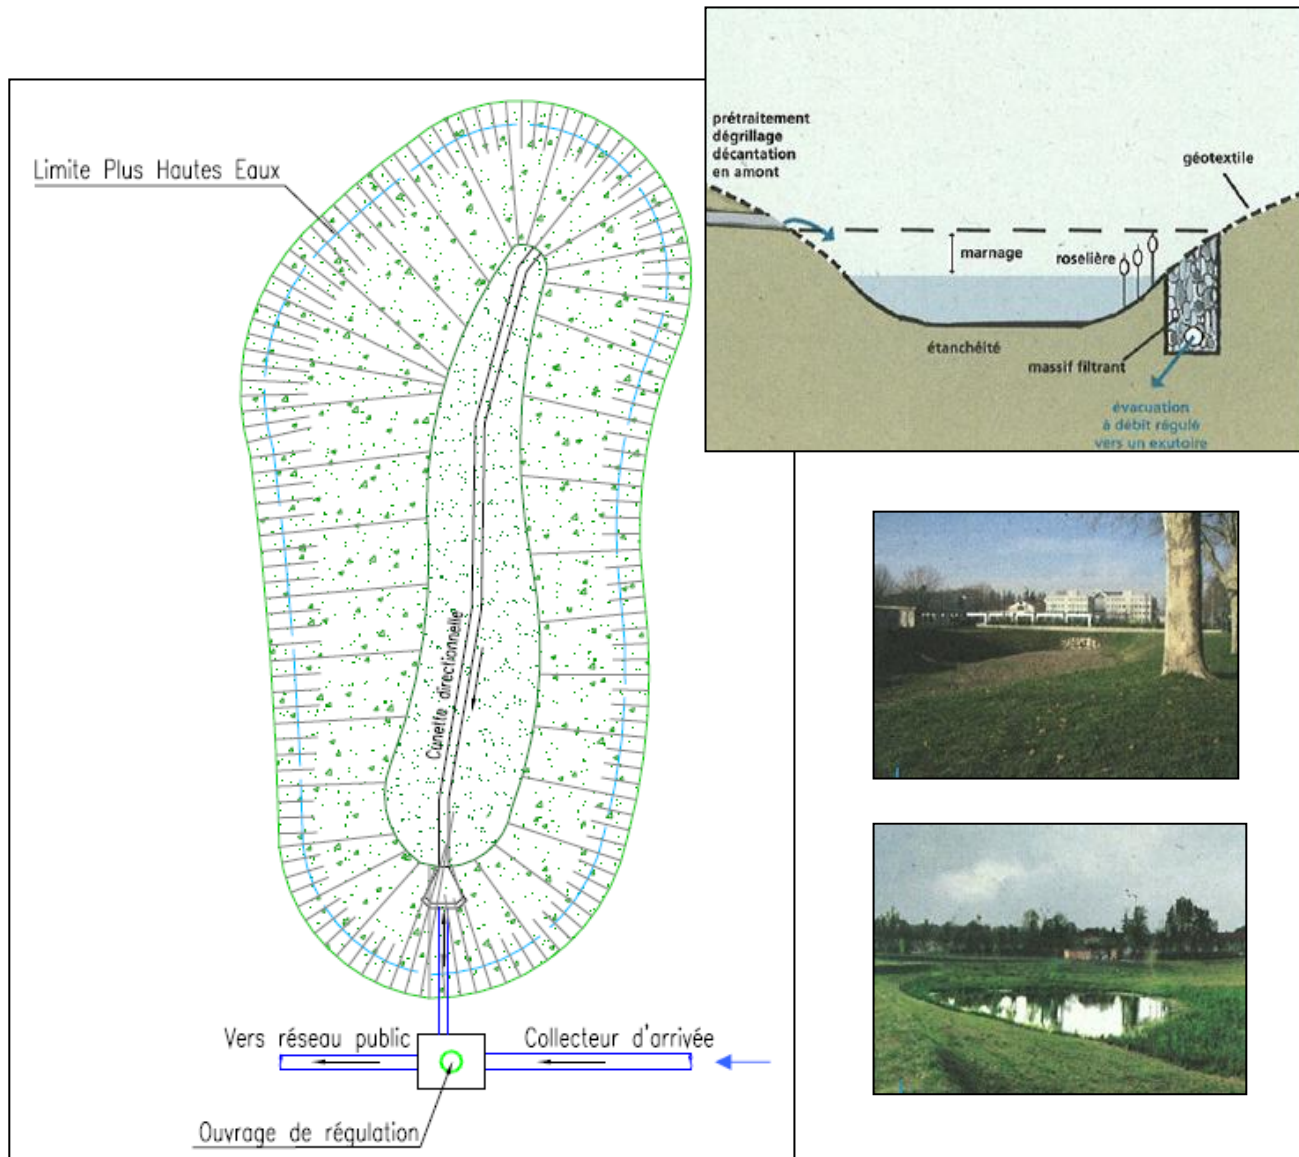 Limite Plus Hautes Eaux
Cunette directionnelle
Vers réseau public
Collecteur d'arrivée
Ouvrage de régulation
prétraitement
dégrillage
décantation
en amont
géotextile
marnage
roselière
étanchéité
massif filtrant
évacuation
à débit régulé
vers un exutoire